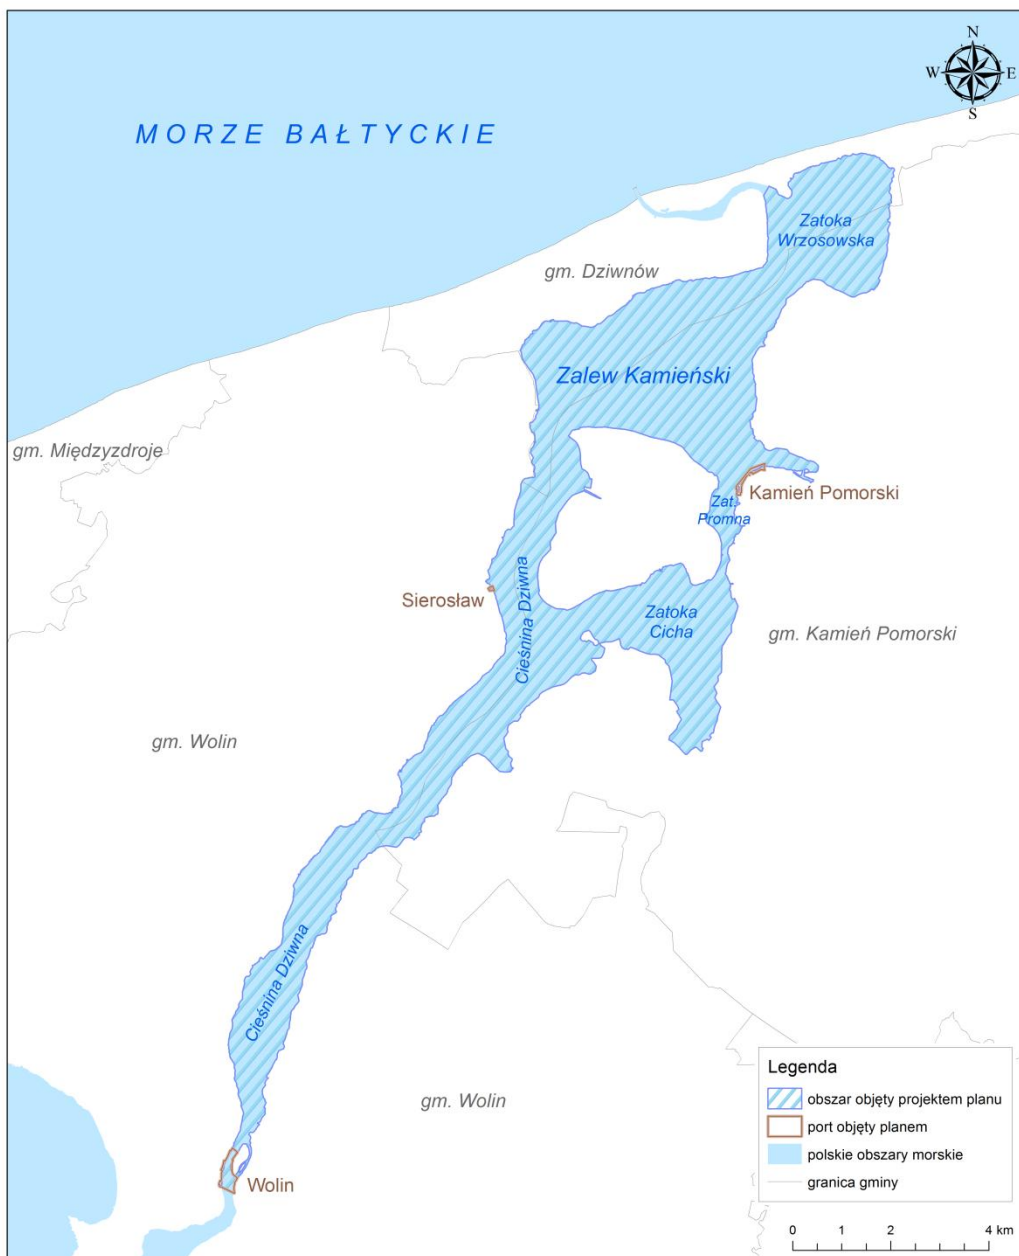 N
W
E
S
MORZE BAŁTYCKIE
Zatoka
Wrzosowska
gm. Dziwnów
Zalew Kamieński
gm. Międzyzdroje
Kamień Pomorski
Zat.
Promna
Cieśnina Dziwna
Sierosław
Zatoka
Cicha
gm. Kamień Pomorski
gm. Wolin
Cieśnina Dziwna
gm. Wolin
Wolin
Legenda
obszar objęty projektem planu
port objęty planem
polskie obszary morskie
granica gminy
0 1 2 4 km